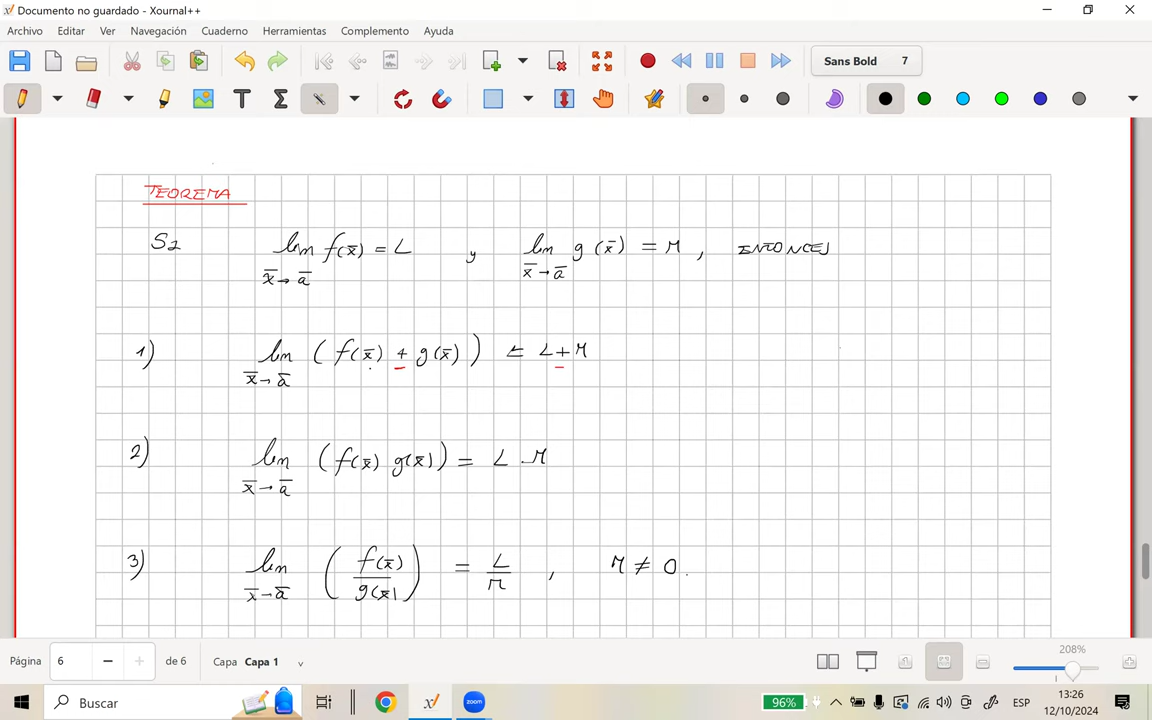 Documento no guardado - Xournal++
Archivo Editar Ver Navegación Cuaderno Herramientas Complemento Ayuda
Sans Bold 7
TEOREMA
SI lim f(x̄) = L y lim g(x̄) = M, ENTONCES
x̄→ā x̄→ā
1) lim (f(x̄) + g(x̄)) = L+M
x̄→ā
2) lim (f(x̄) g(x̄)) = L M
x̄→ā
3) lim (f(x̄)/g(x̄)) = L/M , M ≠ 0.
x̄→ā
Página 6 de 6 Capa Capa 1 208%
Buscar 96% ESP 13:26
12/10/2024